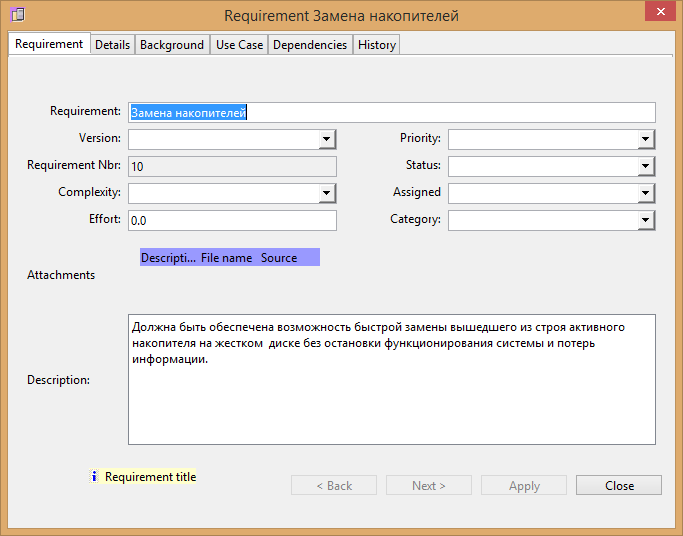 Requirement Замена накопителей
Requirement Details Background Use Case Dependencies History
Requirement: Замена накопителей
Version: Priority:
Requirement Nbr: 10 Status:
Complexity: Assigned
Effort: 0.0 Category:
Descripti... File name Source
Attachments
Должна быть обеспечена возможность быстрой замены вышедшего из строя активного
накопителя на жестком диске без остановки функционирования системы и потерь
информации.
Description:
i Requirement title
< Back Next > Apply Close